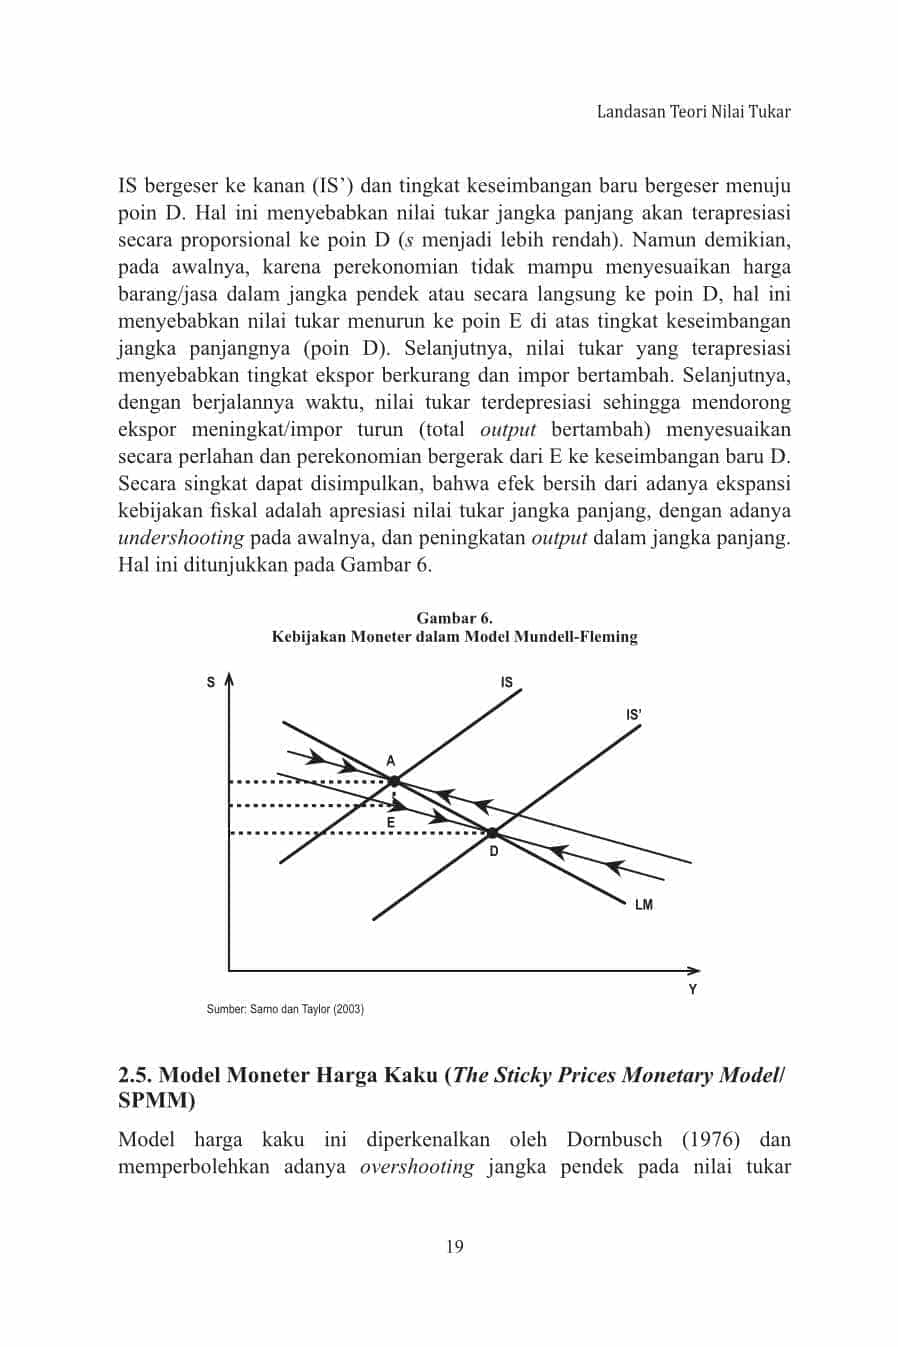 Landasan Teori Nilai Tukar
IS bergeser ke kanan (IS’) dan tingkat keseimbangan baru bergeser menuju
poin D. Hal ini menyebabkan nilai tukar jangka panjang akan terapresiasi
secara proporsional ke poin D (s menjadi lebih rendah). Namun demikian,
pada awalnya, karena perekonomian tidak mampu menyesuaikan harga
barang/jasa dalam jangka pendek atau secara langsung ke poin D, hal ini
menyebabkan nilai tukar menurun ke poin E di atas tingkat keseimbangan
jangka panjangnya (poin D). Selanjutnya, nilai tukar yang terapresiasi
menyebabkan tingkat ekspor berkurang dan impor bertambah. Selanjutnya,
dengan berjalannya waktu, nilai tukar terdepresiasi sehingga mendorong
ekspor meningkat/impor turun (total output bertambah) menyesuaikan
secara perlahan dan perekonomian bergerak dari E ke keseimbangan baru D.
Secara singkat dapat disimpulkan, bahwa efek bersih dari adanya ekspansi
kebijakan fiskal adalah apresiasi nilai tukar jangka panjang, dengan adanya
undershooting pada awalnya, dan peningkatan output dalam jangka panjang.
Hal ini ditunjukkan pada Gambar 6.
Gambar 6.
Kebijakan Moneter dalam Model Mundell-Fleming
S
IS
IS’
A
E
D
LM
Y
Sumber: Sarno dan Taylor (2003)
2.5. Model Moneter Harga Kaku (The Sticky Prices Monetary Model/
SPMM)
Model harga kaku ini diperkenalkan oleh Dornbusch (1976) dan
memperbolehkan adanya overshooting jangka pendek pada nilai tukar
19